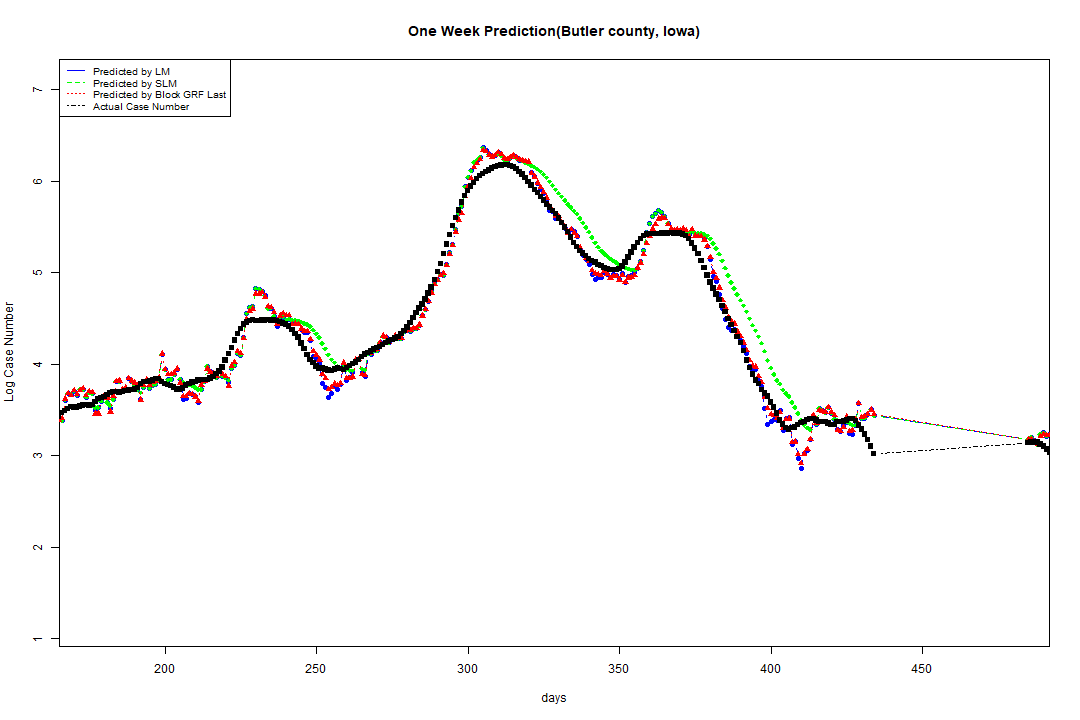 One Week Prediction(Butler county, Iowa)
Predicted by LM
Predicted by SLM
Predicted by Block GRF Last
Actual Case Number
7
6
5
4
3
2
1
Log Case Number
200 250 300 350 400 450
days